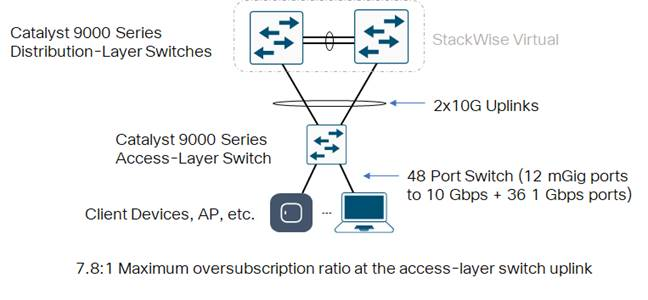 Catalyst 9000 Series
Distribution-Layer Switches
StackWise Virtual
2x10G Uplinks
Catalyst 9000 Series
Access-Layer Switch
48 Port Switch (12 mGig ports
to 10 Gbps + 36 1 Gbps ports)
Client Devices, AP, etc.
...
7.8:1 Maximum oversubscription ratio at the access-layer switch uplink